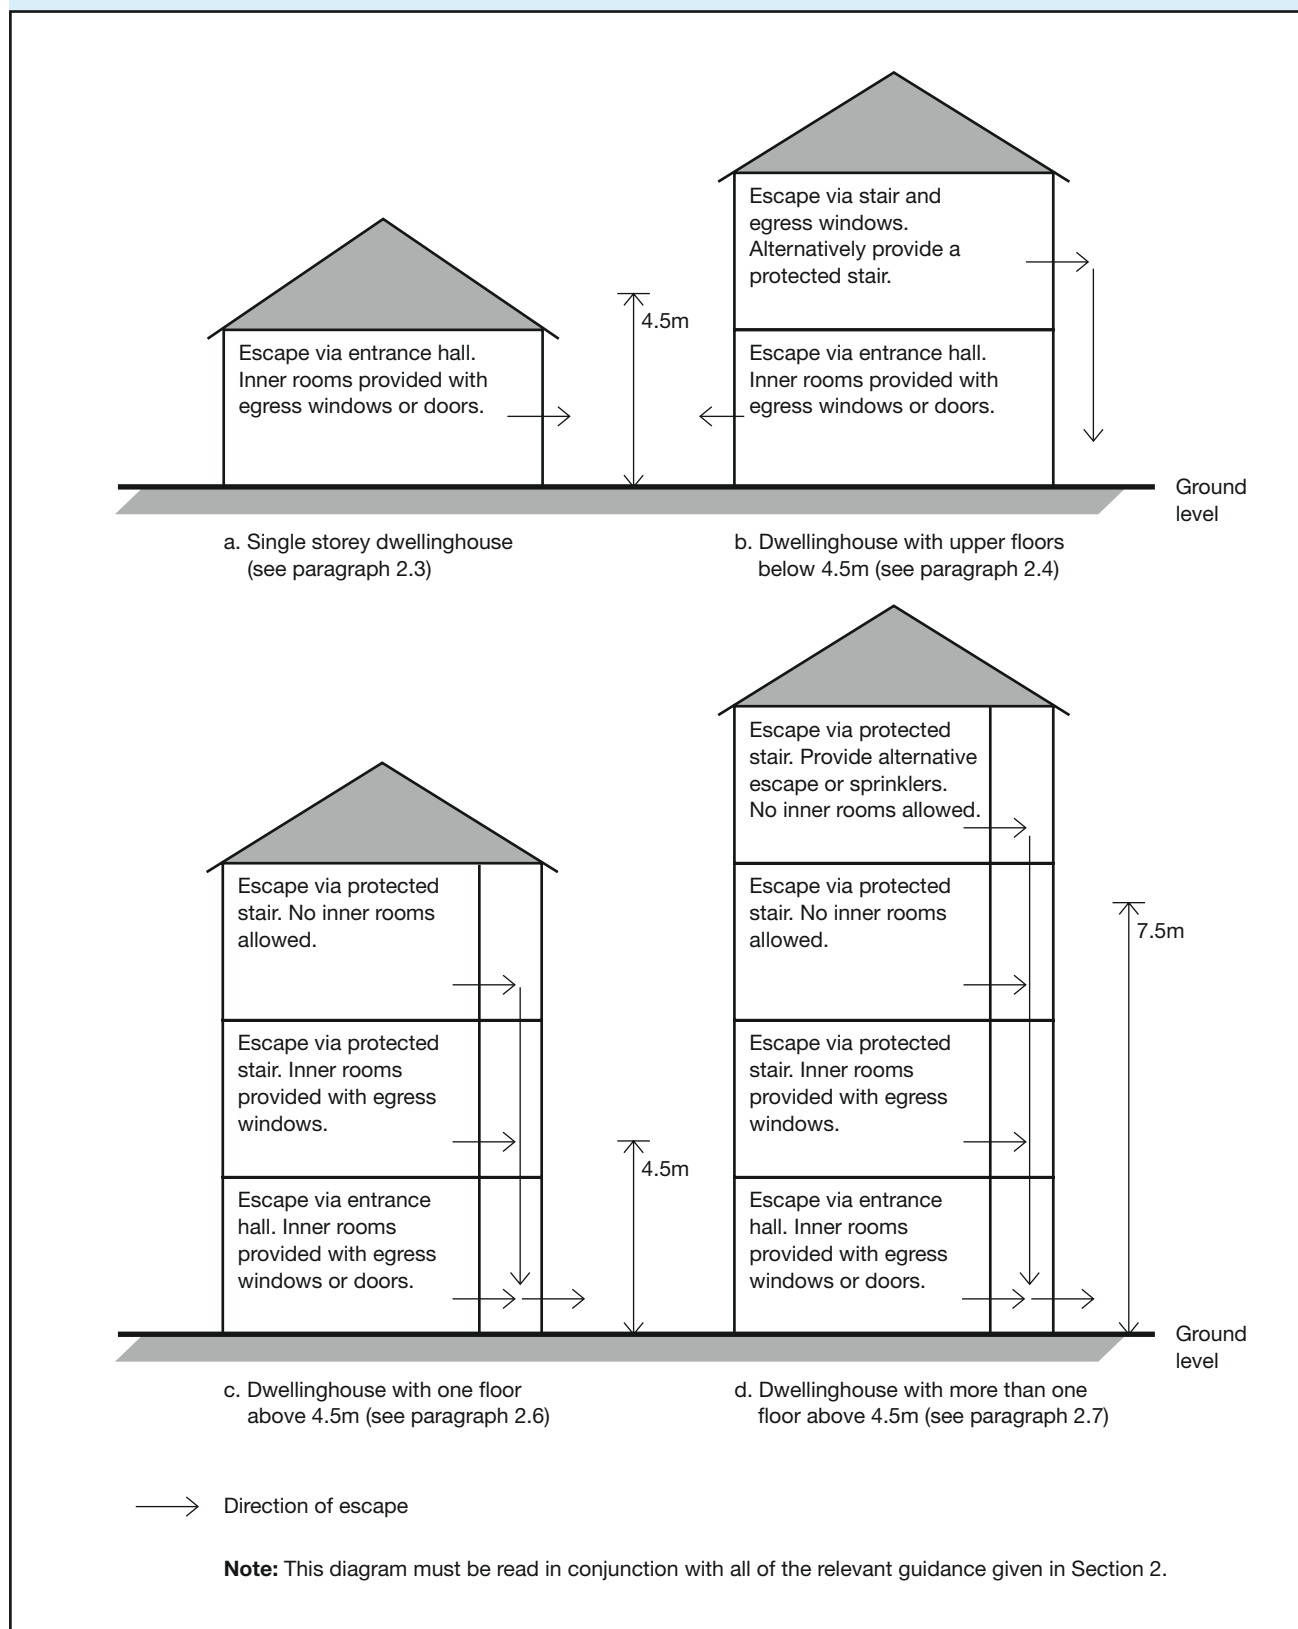 Escape via stair and
egress windows.
Alternatively provide a
protected stair.
4.5m
Escape via entrance hall.
Inner rooms provided with
egress windows or doors.
Escape via entrance hall.
Inner rooms provided with
egress windows or doors.
Ground
level
a. Single storey dwellinghouse
(see paragraph 2.3)
b. Dwellinghouse with upper floors
below 4.5m (see paragraph 2.4)
Escape via protected
stair. No inner rooms
allowed.
Escape via protected
stair. Inner rooms
provided with egress
windows.
4.5m
Escape via entrance
hall. Inner rooms
provided with egress
windows or doors.
Escape via protected
stair. Provide alternative
escape or sprinklers.
No inner rooms allowed.
Escape via protected
stair. No inner rooms
allowed.
7.5m
Escape via protected
stair. Inner rooms
provided with egress
windows.
Escape via entrance
hall. Inner rooms
provided with egress
windows or doors.
Ground
level
c. Dwellinghouse with one floor
above 4.5m (see paragraph 2.6)
d. Dwellinghouse with more than one
floor above 4.5m (see paragraph 2.7)
Direction of escape
Note: This diagram must be read in conjunction with all of the relevant guidance given in Section 2.